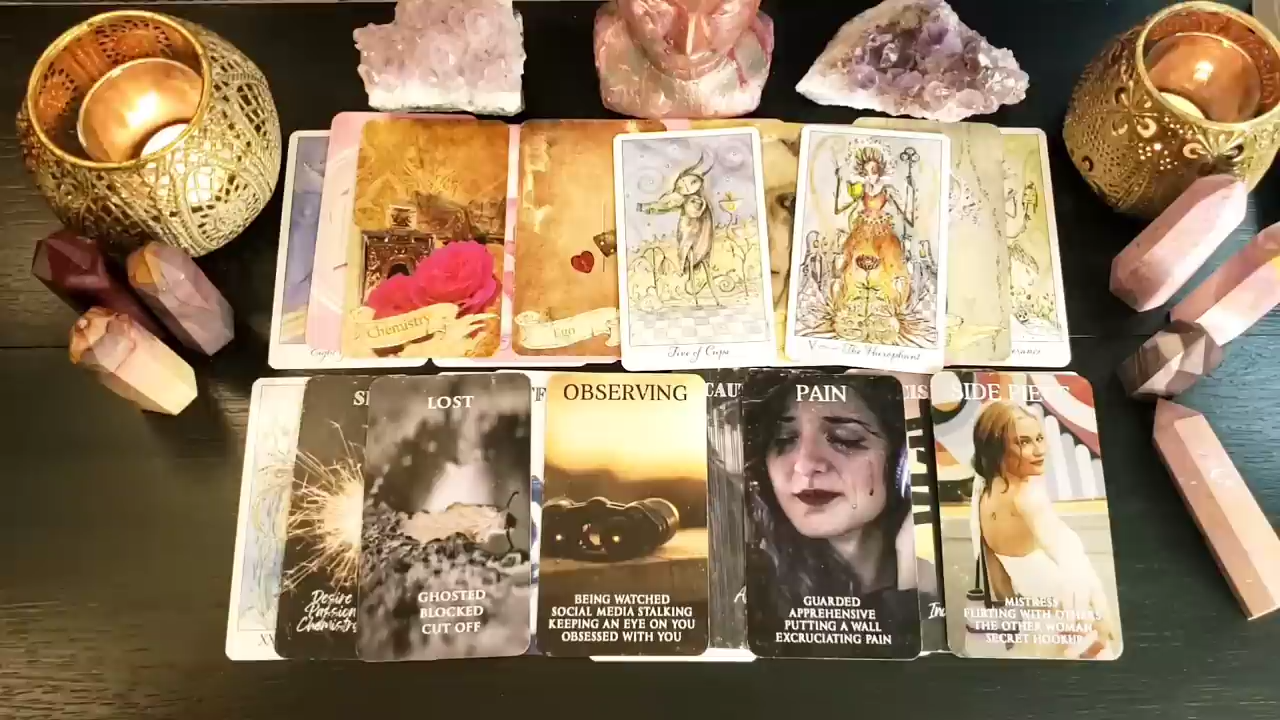 Chemistry
Five of Cups
V The Hierophant
LOST
OBSERVING
PAIN
SIDE PIECE
Desire
Passion
Chemistry
GHOSTED
BLOCKED
CUT OFF
BEING WATCHED
SOCIAL MEDIA STALKING
KEEPING AN EYE ON YOU
OBSESSED WITH YOU
GUARDED
APPREHENSIVE
PUTTING A WALL
EXCRUCIATING PAIN
MISTRESS
FLIRTING WITH OTHERS
THE OTHER WOMAN
SECRET HOOKUP